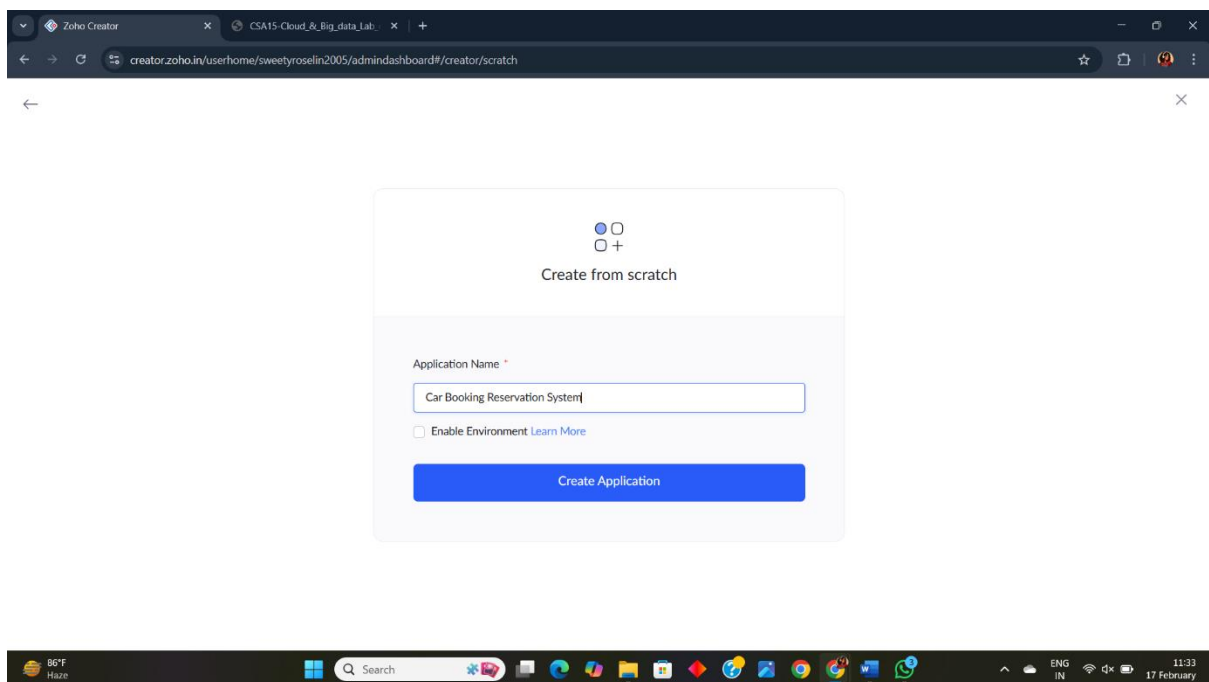 Zoho Creator
CSA15-Cloud_&_Big_data_Lab_
creator.zoho.in/userhome/sweetyroselin2005/admindashboard#/creator/scratch
Create from scratch
Application Name *
Car Booking Reservation System
Enable Environment Learn More
Create Application
86°F
Haze
Search
ENG
IN
11:33
17 February